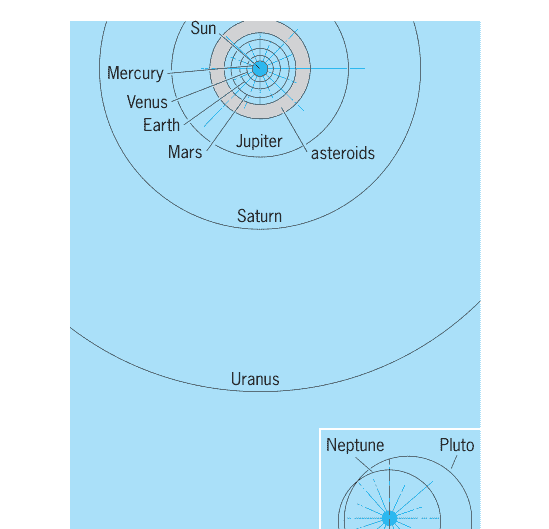 Sun
Mercury
Venus
Earth
Mars
Jupiter
asteroids
Saturn
Uranus
Neptune
Pluto